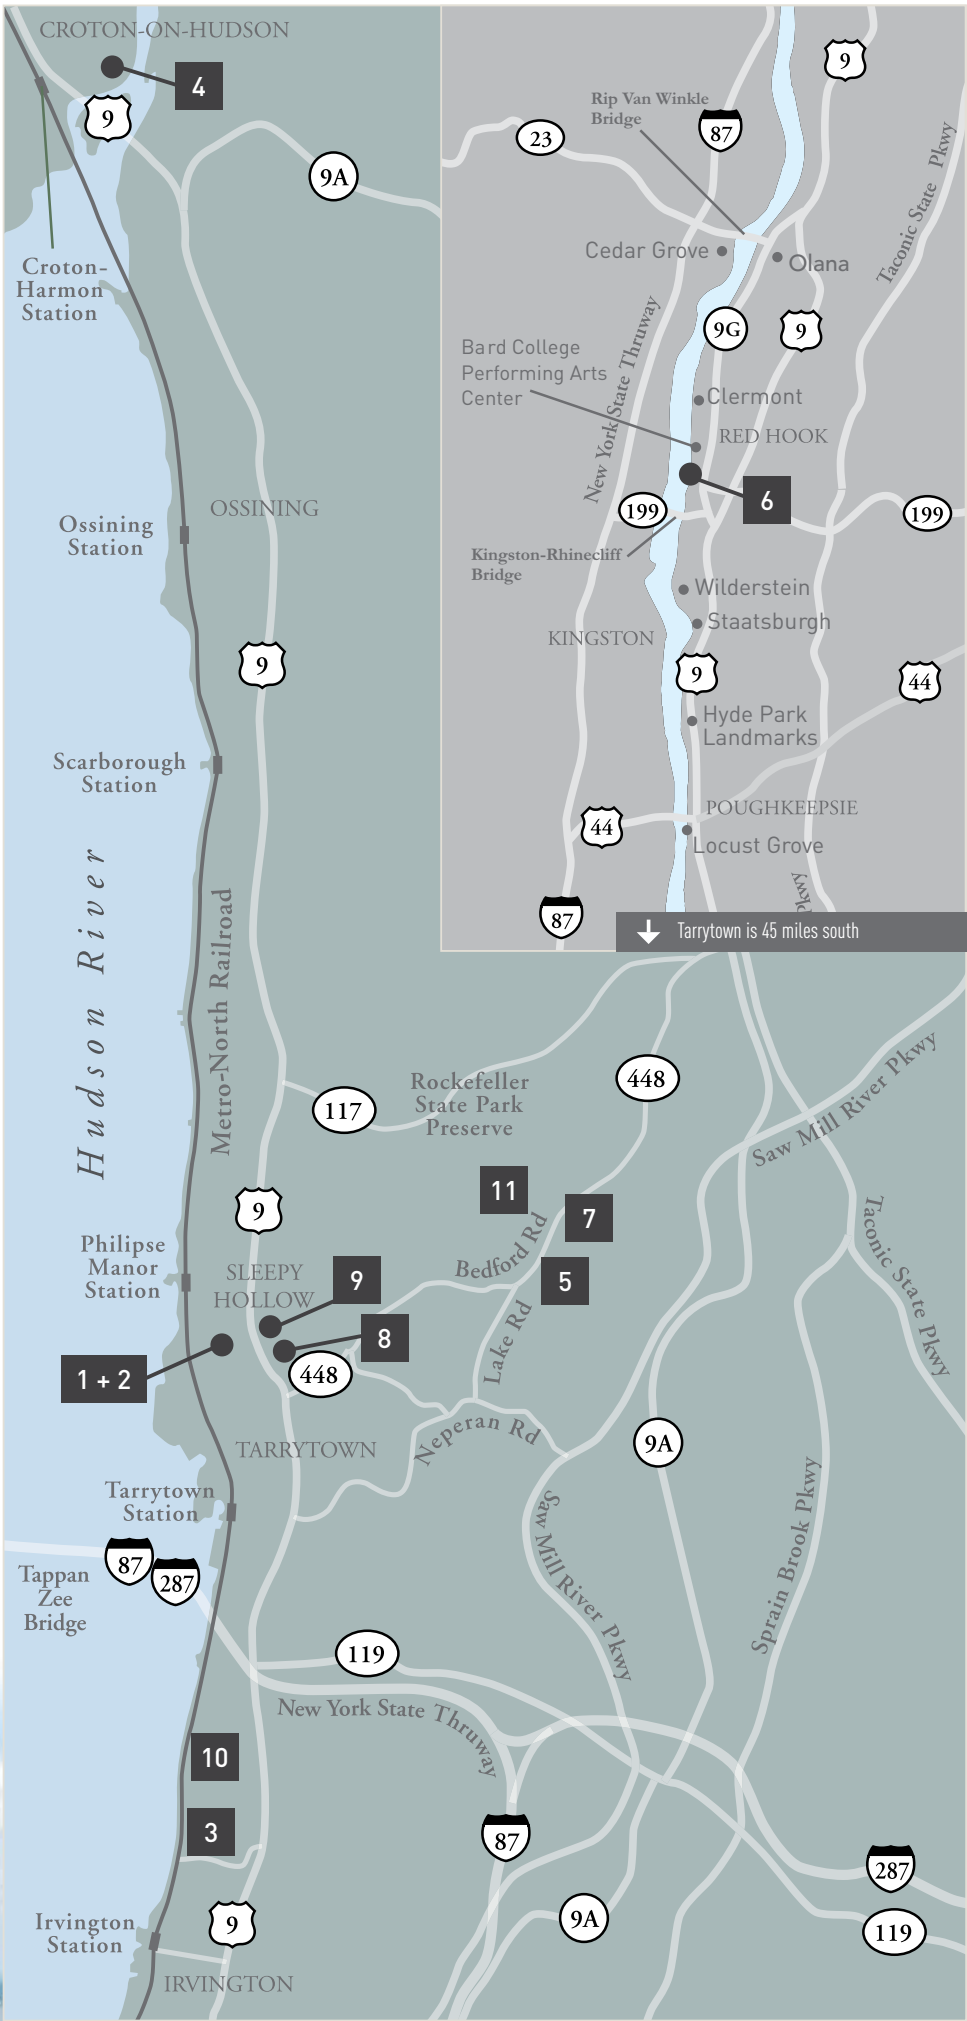 CROTON-ON-HUDSON
4
9
9A
Croton-
Harmon
Station
Ossining
Station
OSSINING
9
Scarborough
Station
Hudson River
Metro-North Railroad
117
Rockefeller
State Park
Preserve
448
Saw Mill River Pkwy
11
7
9
Bedford Rd
5
Philipse
Manor
Station
SLEEPY
HOLLOW
9
8
Lake Rd
Taconic State Pkwy
1 + 2
448
Neperan Rd
9A
TARRYTOWN
Tarrytown
Station
Saw Mill River Pkwy
Sprain Brook Pkwy
87
287
Tappan
Zee
Bridge
119
New York State Thruway
10
3
87
287
9A
119
Irvington
Station
9
IRVINGTON
9
Rip Van Winkle
Bridge
87
23
Taconic State Pkwy
Cedar Grove
Olana
9G
9
New York State Thruway
Bard College
Performing Arts
Center
Clermont
RED HOOK
6
199
199
Kingston-Rhinecliff
Bridge
Wilderstein
Staatsburgh
KINGSTON
9
44
Hyde Park
Landmarks
POUGHKEEPSIE
44
Locust Grove
Pkwy
87
Tarrytown is 45 miles south